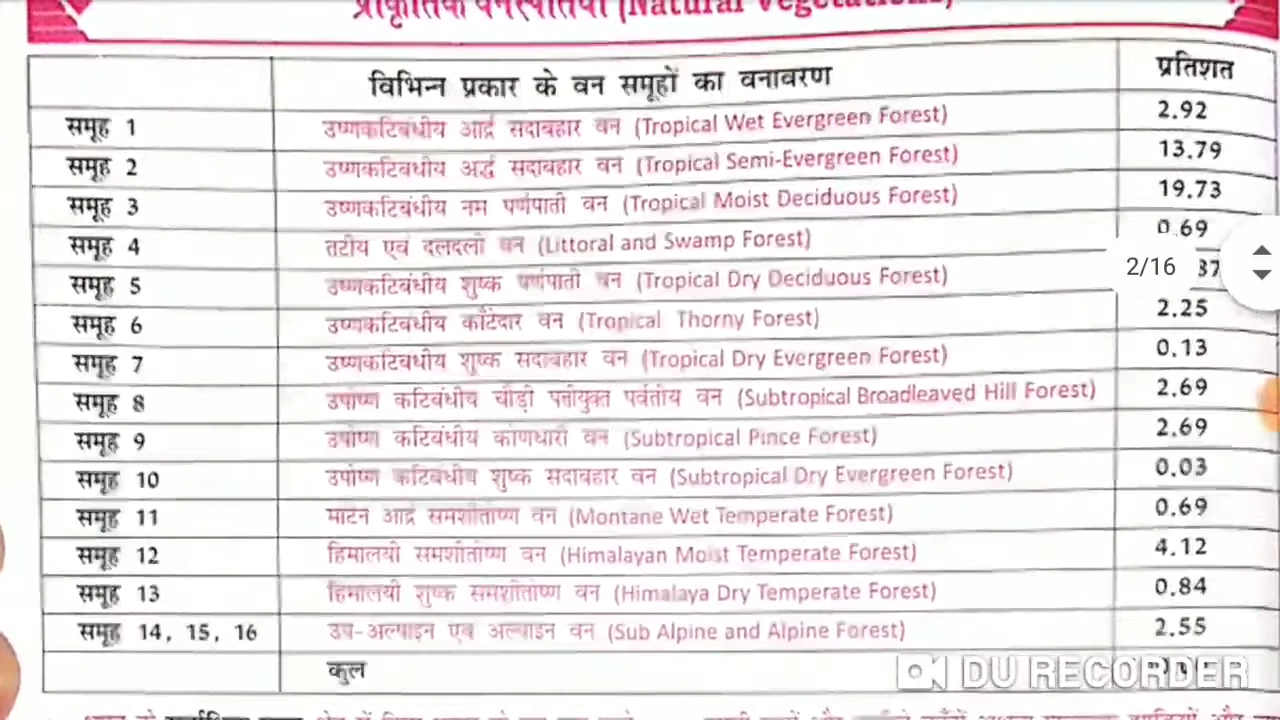 प्राकृतिक वनस्पतियाँ (Natural Vegetations)
विभिन्न प्रकार के वन समूहों का वनावरण प्रतिशत
समूह 1 उष्णकटिबंधीय आर्द्र सदाबहार वन (Tropical Wet Evergreen Forest) 2.92
समूह 2 उष्णकटिबंधीय अर्द्ध सदाबहार वन (Tropical Semi-Evergreen Forest) 13.79
समूह 3 उष्णकटिबंधीय नम पर्णपाती वन (Tropical Moist Deciduous Forest) 19.73
समूह 4 तटीय एवं दलदली वन (Littoral and Swamp Forest) 0.69
2/16
समूह 5 उष्णकटिबंधीय शुष्क पर्णपाती वन (Tropical Dry Deciduous Forest) 37
समूह 6 उष्णकटिबंधीय काँटेदार वन (Tropical Thorny Forest) 2.25
समूह 7 उष्णकटिबंधीय शुष्क सदाबहार वन (Tropical Dry Evergreen Forest) 0.13
समूह 8 उपोष्ण कटिबंधीय चौड़ी पत्तीयुक्त पर्वतीय वन (Subtropical Broadleaved Hill Forest) 2.69
समूह 9 उपोष्ण कटिबंधीय कोणधारी वन (Subtropical Pince Forest) 2.69
समूह 10 उपोष्ण कटिबंधीय शुष्क सदाबहार वन (Subtropical Dry Evergreen Forest) 0.03
समूह 11 माटेन आर्द्र समशीतोष्ण वन (Montane Wet Temperate Forest) 0.69
समूह 12 हिमालयी समशीतोष्ण वन (Himalayan Moist Temperate Forest) 4.12
समूह 13 हिमालयी शुष्क समशीतोष्ण वन (Himalaya Dry Temperate Forest) 0.84
समूह 14, 15, 16 उप-अल्पाइन एवं अल्पाइन वन (Sub Alpine and Alpine Forest) 2.55
कुल
DU RECORDER